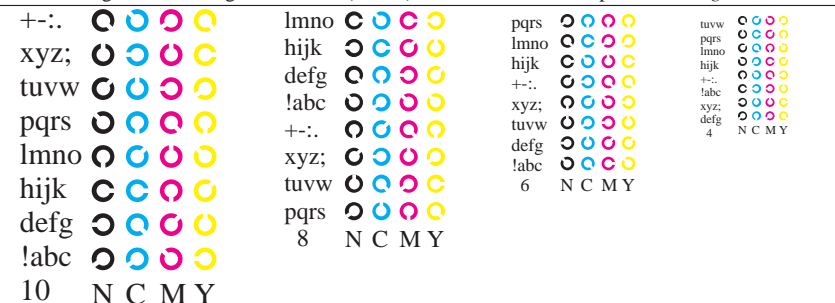 +-:.
xyz;
tuvw
pqrs
lmno
hijk
defg
!abc
10 N C M Y
lmno
hijk
defg
!abc
+-:.
xyz;
tuvw
pqrs
8 N C M Y
pqrs
lmno
hijk
+-:.
xyz;
tuvw
defg
!abc
6 N C M Y
tuvw
pqrs
lmno
hijk
+-:.
!abc
xyz;
defg
4 N C M Y